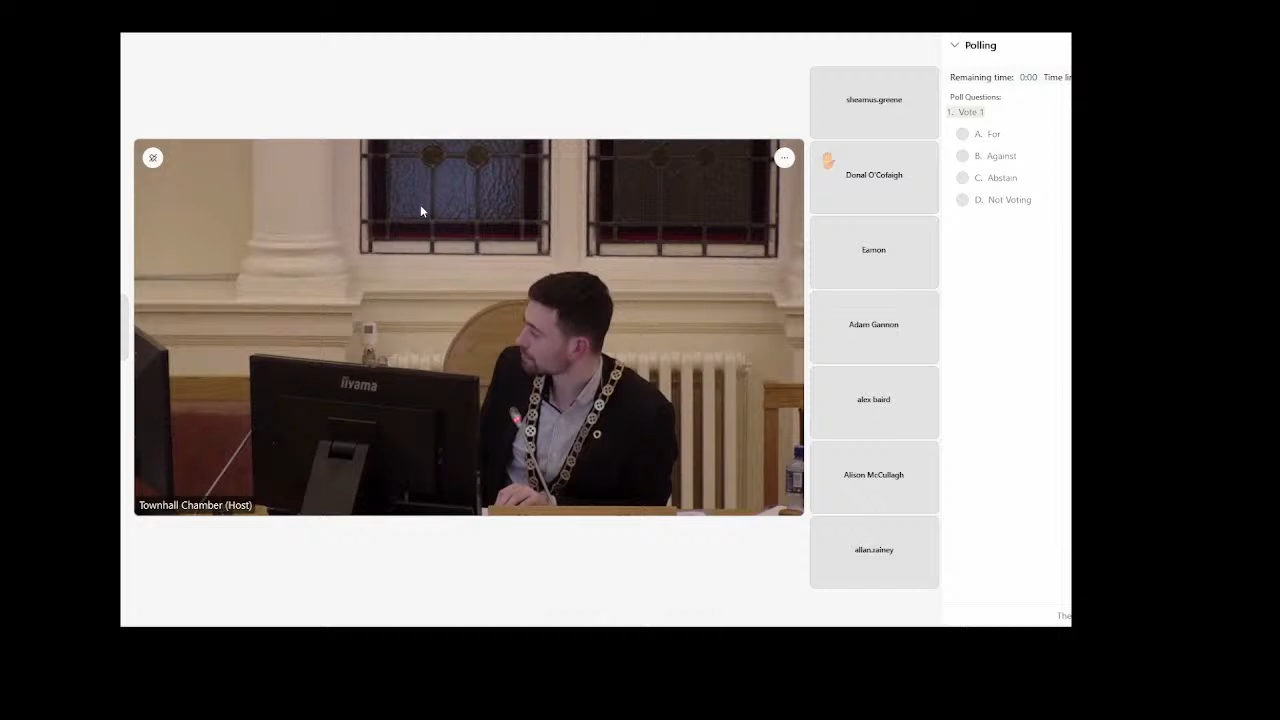 Polling
Remaining time: 0:00
Poll Questions:
1. Vote 1
A. For
B. Against
C. Abstain
D. Not Voting
sheamus.greene
Donal O'Cofaigh
Eamon
Adam Gannon
alex baird
Alison McCullagh
allan.rainey
iiyama
Townhall Chamber (Host)